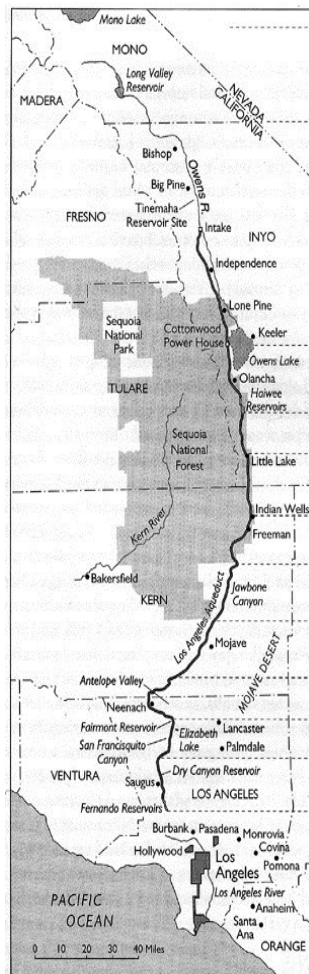 Mono Lake
MONO
Long Valley
Reservoir
NEVADA
CALIFORNIA
MADERA
Bishop
Owens R.
Big Pine
Tinemaha
Reservoir Site
FRESNO
Intake
INYO
Independence
Lone Pine
Sequoia
National
Park
Cottonwood
Power House
Keeler
Owens Lake
Olancha
Haiwee
Reservoirs
TULARE
Sequoia
National
Forest
Little Lake
Kern River
Indian Wells
Freeman
Bakersfield
KERN
Jawbone
Canyon
Los Angeles Aqueduct
Mojave
MOJAVE DESERT
Antelope Valley
Neenach
Fairmont Reservoir
Elizabeth
Lake
Lancaster
San Francisquito
Canyon
Palmdale
VENTURA
Dry Canyon Reservoir
Saugus
LOS ANGELES
Fernando Reservoirs
Burbank
Pasadena
Monrovia
Hollywood
Covina
Los
Angeles
Pomona
Los Angeles River
PACIFIC
OCEAN
Anaheim
Santa
Ana
ORANGE
0 10 20 30 40 Miles